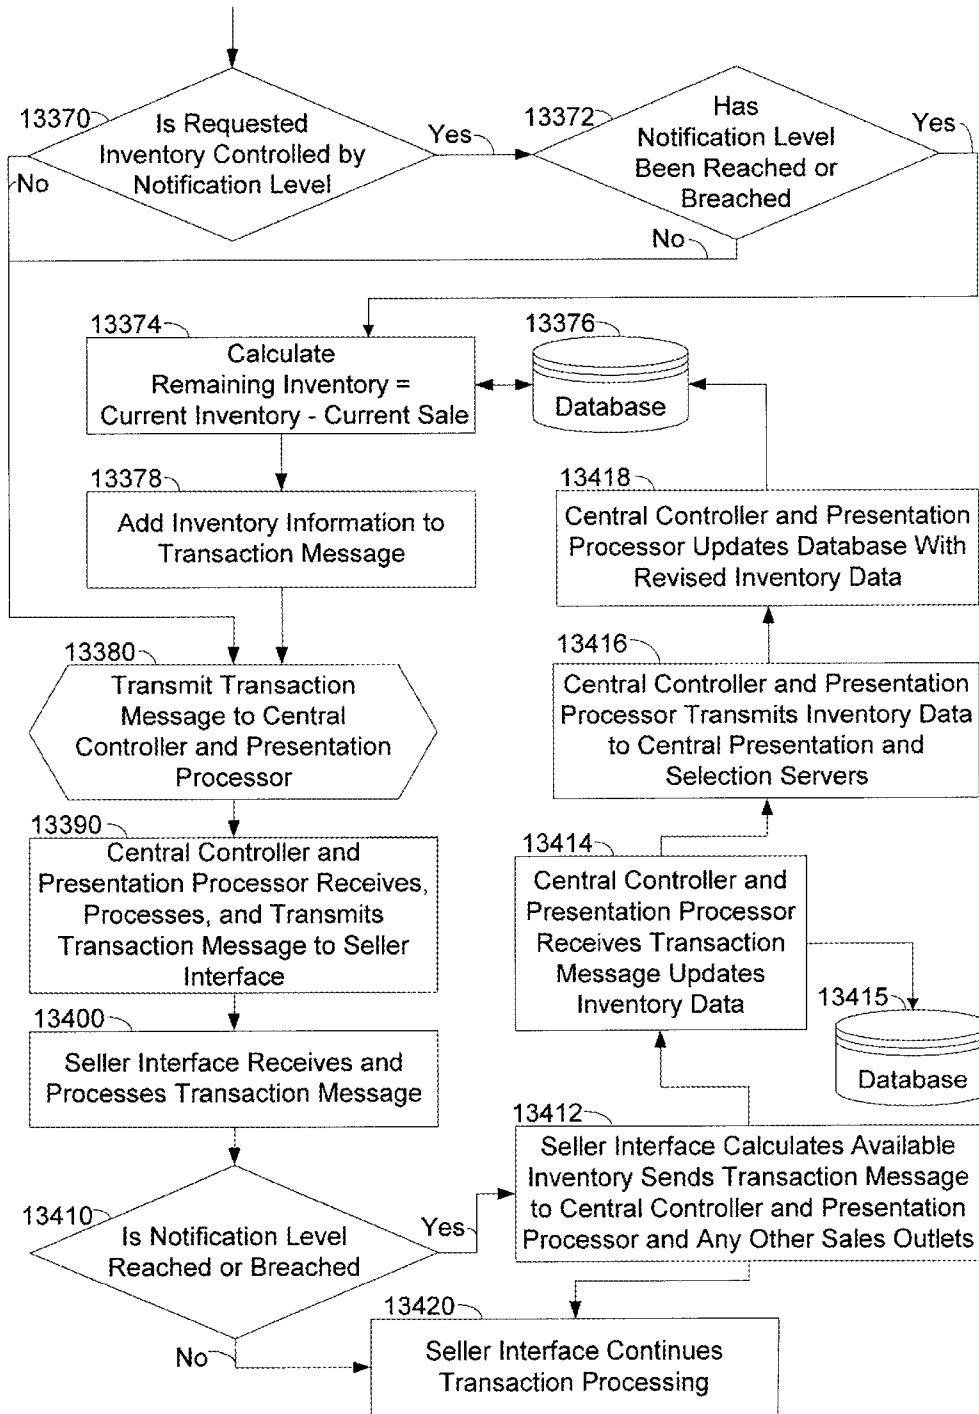 13370
Is Requested
Inventory Controlled by
Notification Level
Yes
No
13372
Has
Notification Level
Been Reached or
Breached
Yes
No
13374
Calculate
Remaining Inventory =
Current Inventory - Current Sale
13376
Database
13378
Add Inventory Information to
Transaction Message
13418
Central Controller and Presentation
Processor Updates Database With
Revised Inventory Data
13380
Transmit Transaction
Message to Central
Controller and Presentation
Processor
13416
Central Controller and Presentation
Processor Transmits Inventory Data
to Central Presentation and
Selection Servers
13390
Central Controller and
Presentation Processor Receives,
Processes, and Transmits
Transaction Message to Seller
Interface
13414
Central Controller and
Presentation Processor
Receives Transaction
Message Updates
Inventory Data
13415
Database
13400
Seller Interface Receives and
Processes Transaction Message
13412
Seller Interface Calculates Available
Inventory Sends Transaction Message
to Central Controller and Presentation
Processor and Any Other Sales Outlets
13410
Is Notification Level
Reached or Breached
Yes
No
13420
Seller Interface Continues
Transaction Processing